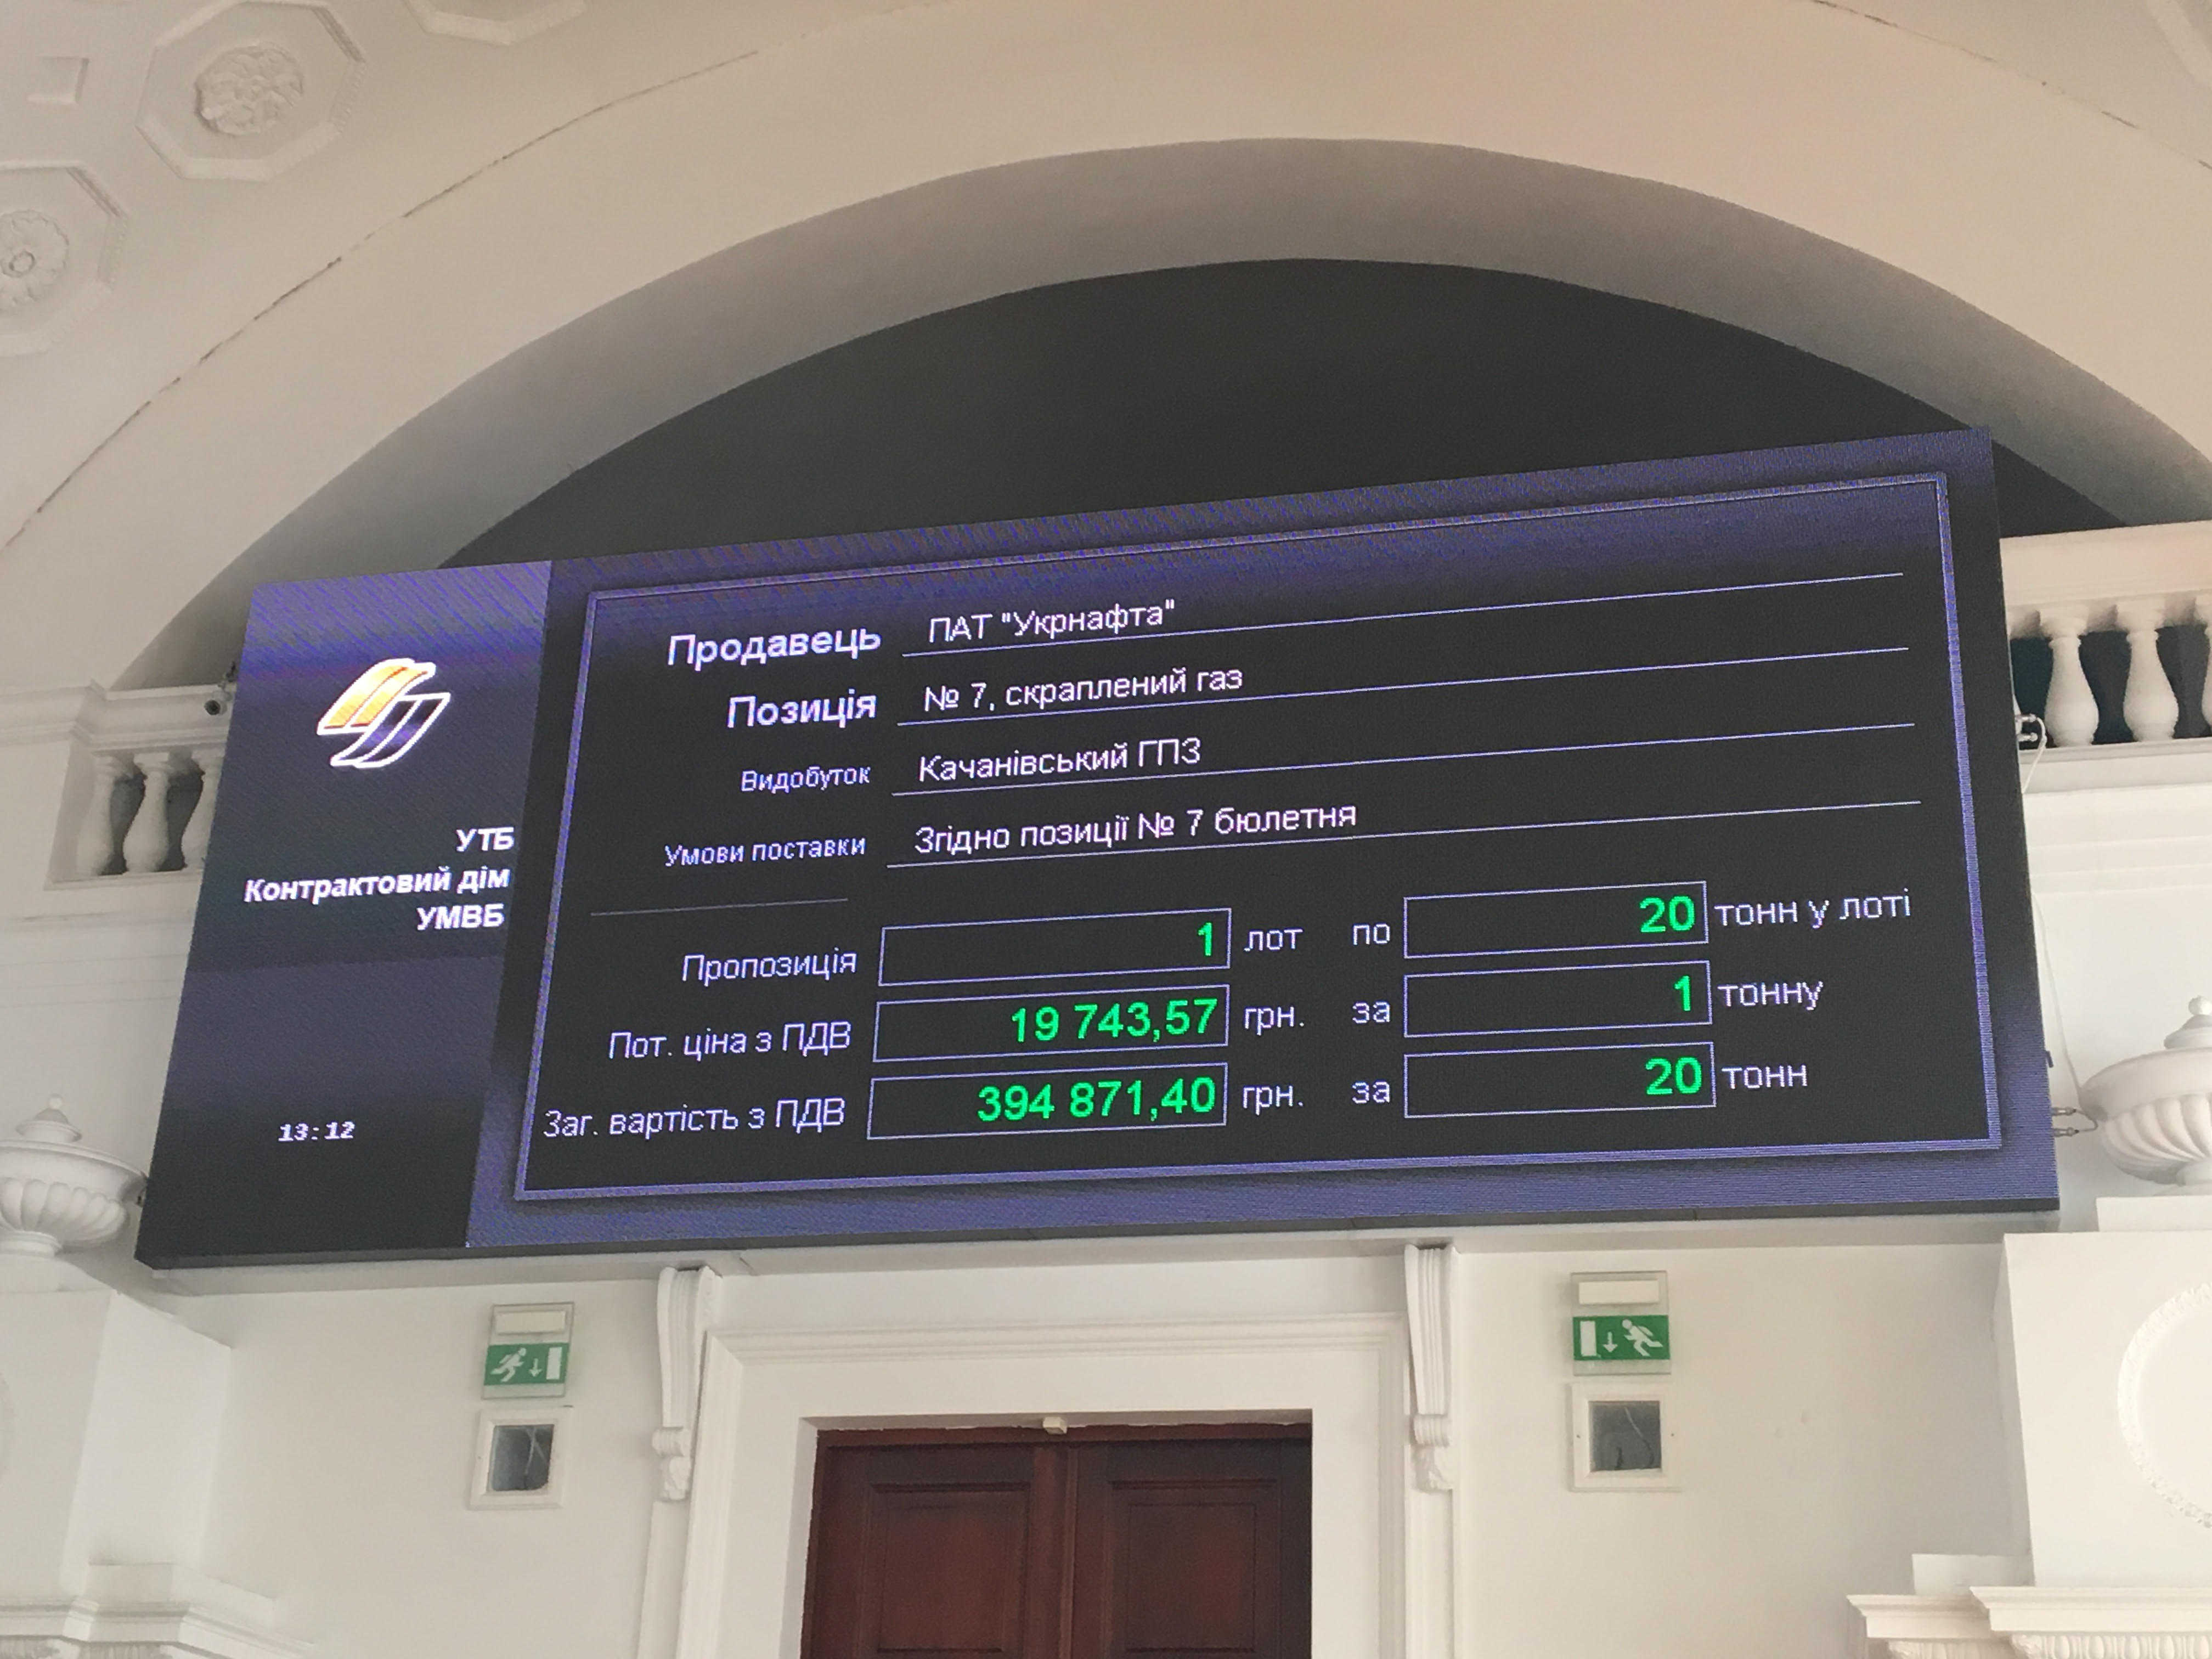 Продавець ПАТ "Укрнафта"
Позиція № 7, скраплений газ
Видобуток Качанівський ГПЗ
Умови поставки Згідно позиції № 7 бюлетня
Пропозиція 1 лот по 20 тонн у лоті
Пот. ціна з ПДВ 19 743,57 грн. за 1 тонну
Заг. вартість з ПДВ 394 871,40 грн. за 20 тонн
УТБ
Контрактовий дім
УМВБ
13:12